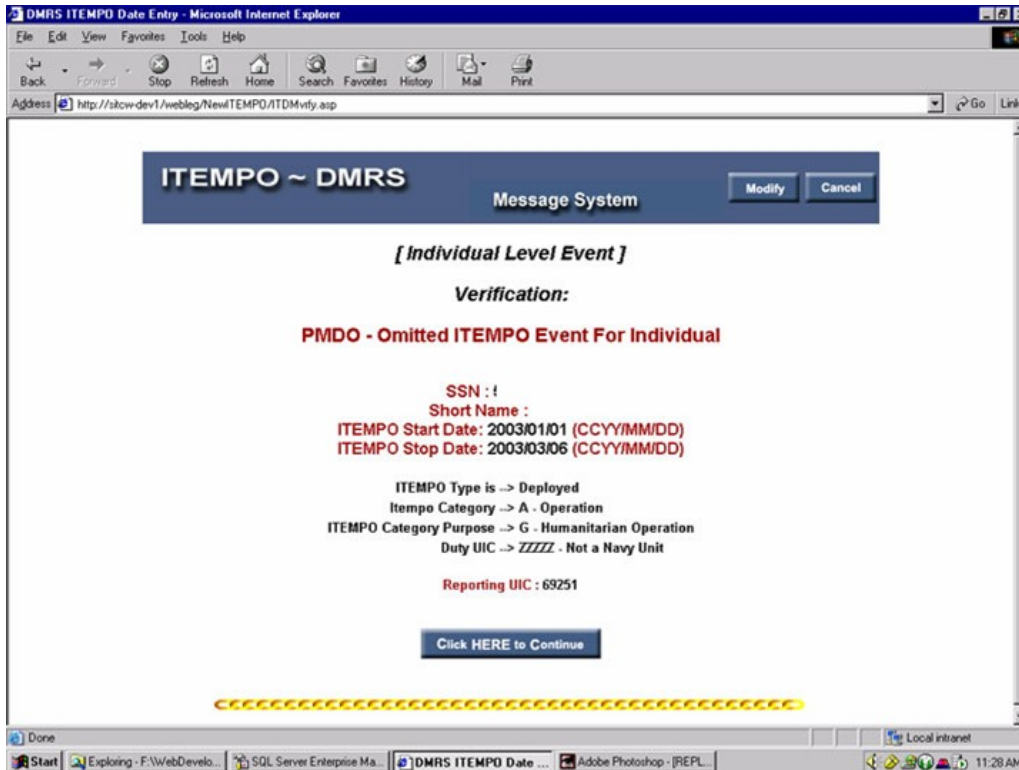 DMRS ITEMPO Date Entry - Microsoft Internet Explorer
File Edit View Favorites Tools Help
Back Forward Stop Refresh Home Search Favorites History Mail Print
Address http://sitcw-dev1/webleg/NewITEMPO/ITDMvrfy.asp Go Link
ITEMPO ~ DMRS
Message System
Modify Cancel
[ Individual Level Event ]
Verification:
PMDO - Omitted ITEMPO Event For Individual
SSN :
Short Name :
ITEMPO Start Date: 2003/01/01 (CCYY/MM/DD)
ITEMPO Stop Date: 2003/03/06 (CCYY/MM/DD)
ITEMPO Type is --> Deployed
Itempo Category --> A - Operation
ITEMPO Category Purpose --> G - Humanitarian Operation
Duty UIC --> ZZZZZ - Not a Navy Unit
Reporting UIC : 69251
Click HERE to Continue
Done Local intranet
Start Exploring - F:\WebDevelo... SQL Server Enterprise Ma... DMRS ITEMPO Date ... Adobe Photoshop - [REPL... 11:28 AM